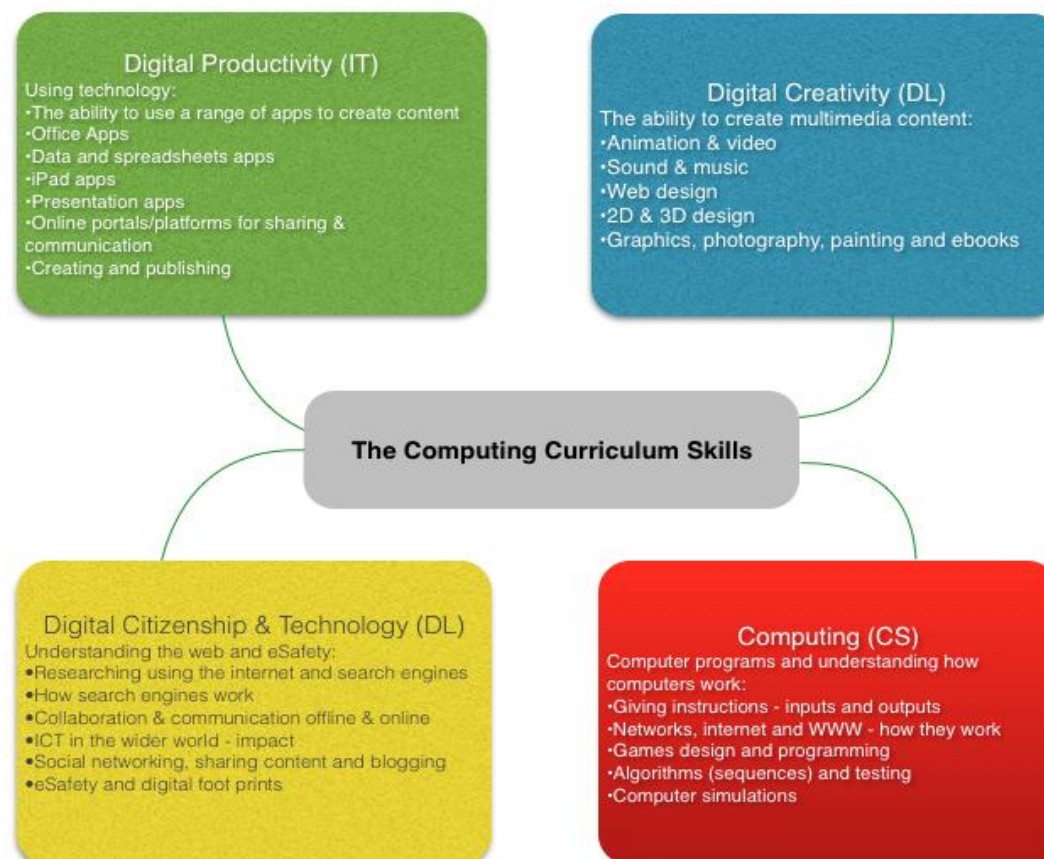 Digital Productivity (IT)
Using technology:
•The ability to use a range of apps to create content
•Office Apps
•Data and spreadsheets apps
•iPad apps
•Presentation apps
•Online portals/platforms for sharing &
communication
•Creating and publishing
Digital Creativity (DL)
The ability to create multimedia content:
•Animation & video
•Sound & music
•Web design
•2D & 3D design
•Graphics, photography, painting and ebooks
The Computing Curriculum Skills
Digital Citizenship & Technology (DL)
Understanding the web and eSafety:
•Researching using the internet and search engines
•How search engines work
•Collaboration & communication offline & online
•ICT in the wider world - impact
•Social networking, sharing content and blogging
•eSafety and digital foot prints
Computing (CS)
Computer programs and understanding how
computers work:
•Giving instructions - inputs and outputs
•Networks, internet and WWW - how they work
•Games design and programming
•Algorithms (sequences) and testing
•Computer simulations